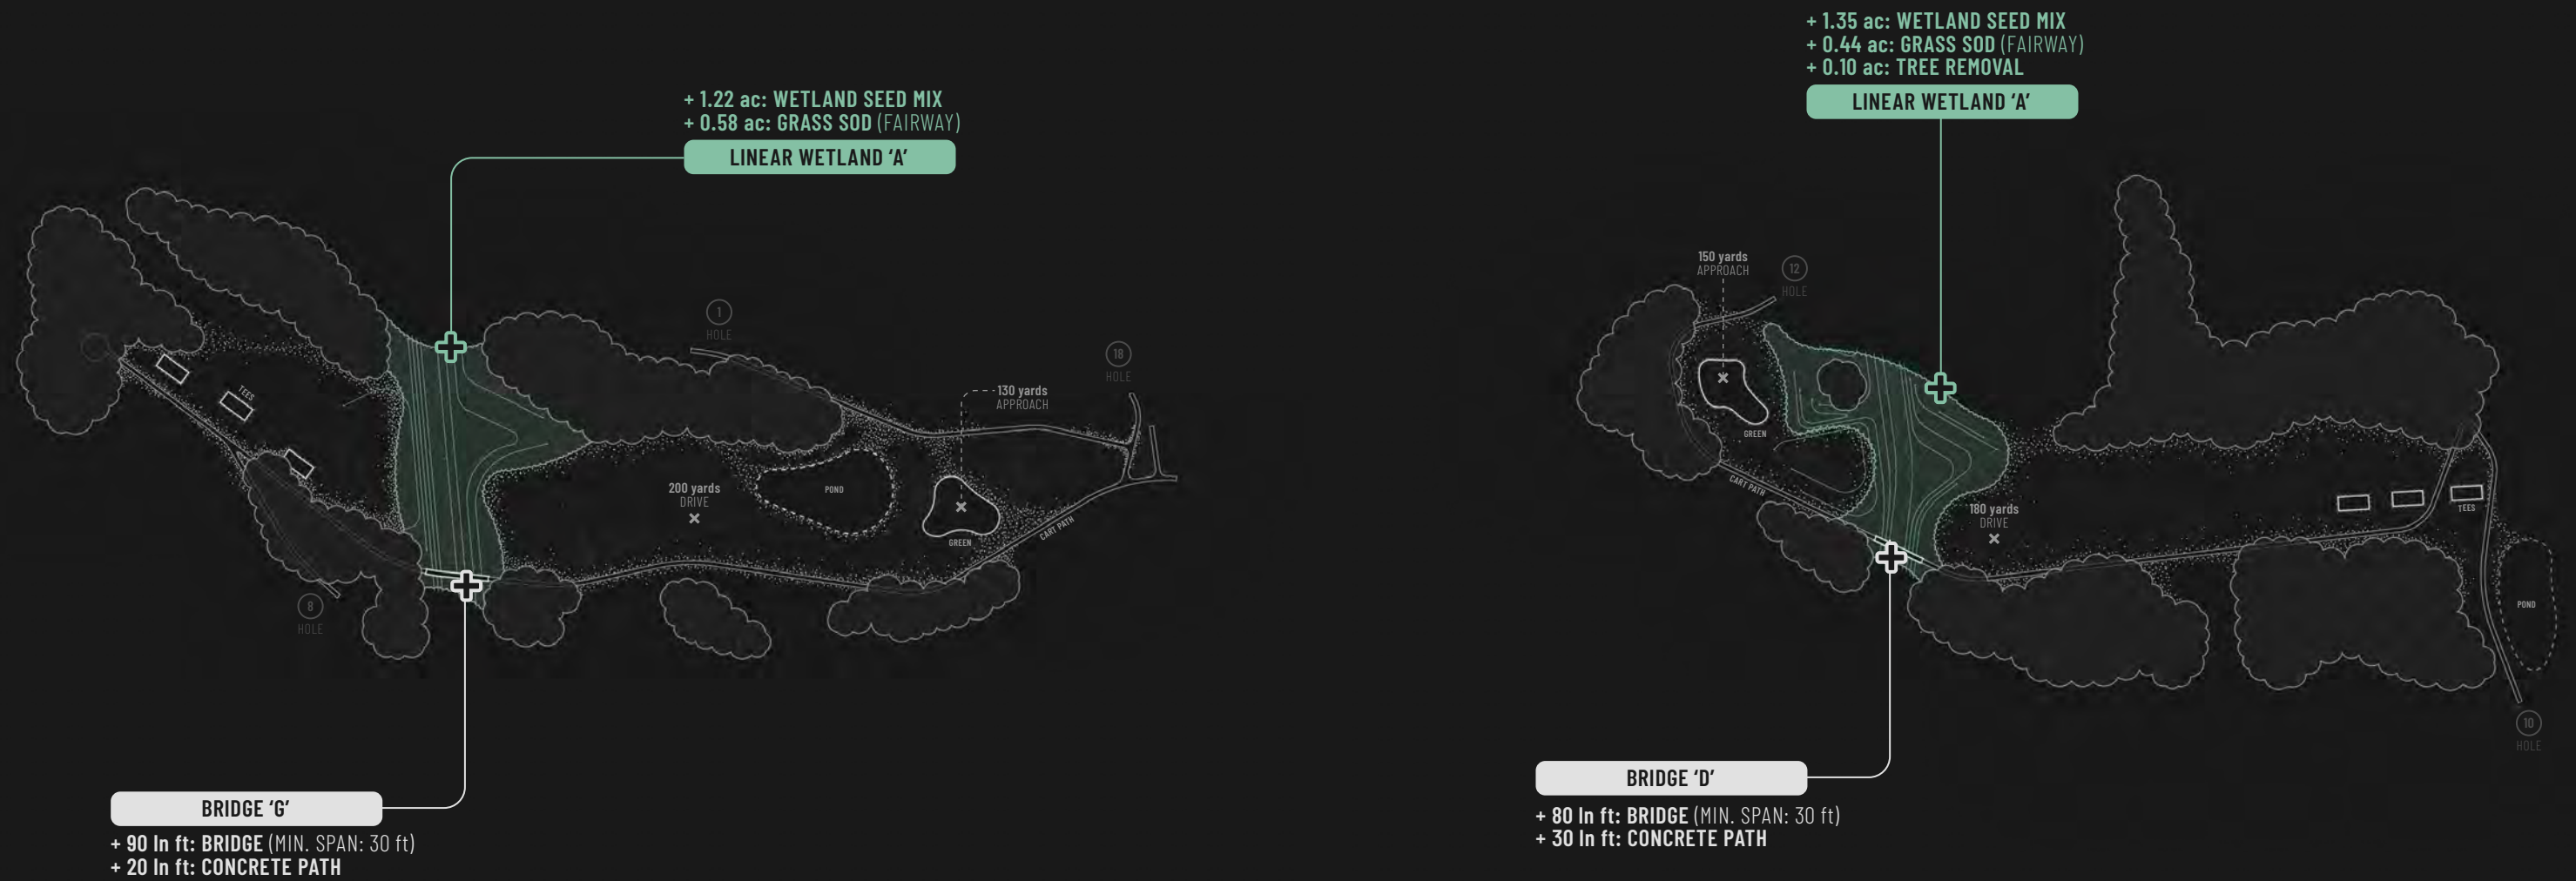 + 1.22 ac: WETLAND SEED MIX
+ 0.58 ac: GRASS SOD (FAIRWAY)
LINEAR WETLAND ‘A’
1
HOLE
18
HOLE
130 yards
APPROACH
TEES
200 yards
DRIVE
POND
GREEN
CART PATH
8
HOLE
BRIDGE ‘G’
+ 90 ln ft: BRIDGE (MIN. SPAN: 30 ft)
+ 20 ln ft: CONCRETE PATH
+ 1.35 ac: WETLAND SEED MIX
+ 0.44 ac: GRASS SOD (FAIRWAY)
+ 0.10 ac: TREE REMOVAL
LINEAR WETLAND ‘A’
150 yards
APPROACH
12
HOLE
GREEN
CART PATH
180 yards
DRIVE
TEES
POND
10
HOLE
BRIDGE ‘D’
+ 80 ln ft: BRIDGE (MIN. SPAN: 30 ft)
+ 30 ln ft: CONCRETE PATH